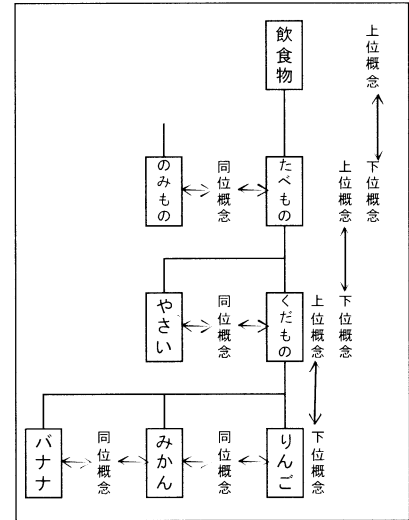 飲食物
上位概念
のみもの
同位概念
たべもの
上位概念
下位概念
やさい
同位概念
くだもの
上位概念
下位概念
バナナ
同位概念
みかん
同位概念
りんご
下位概念